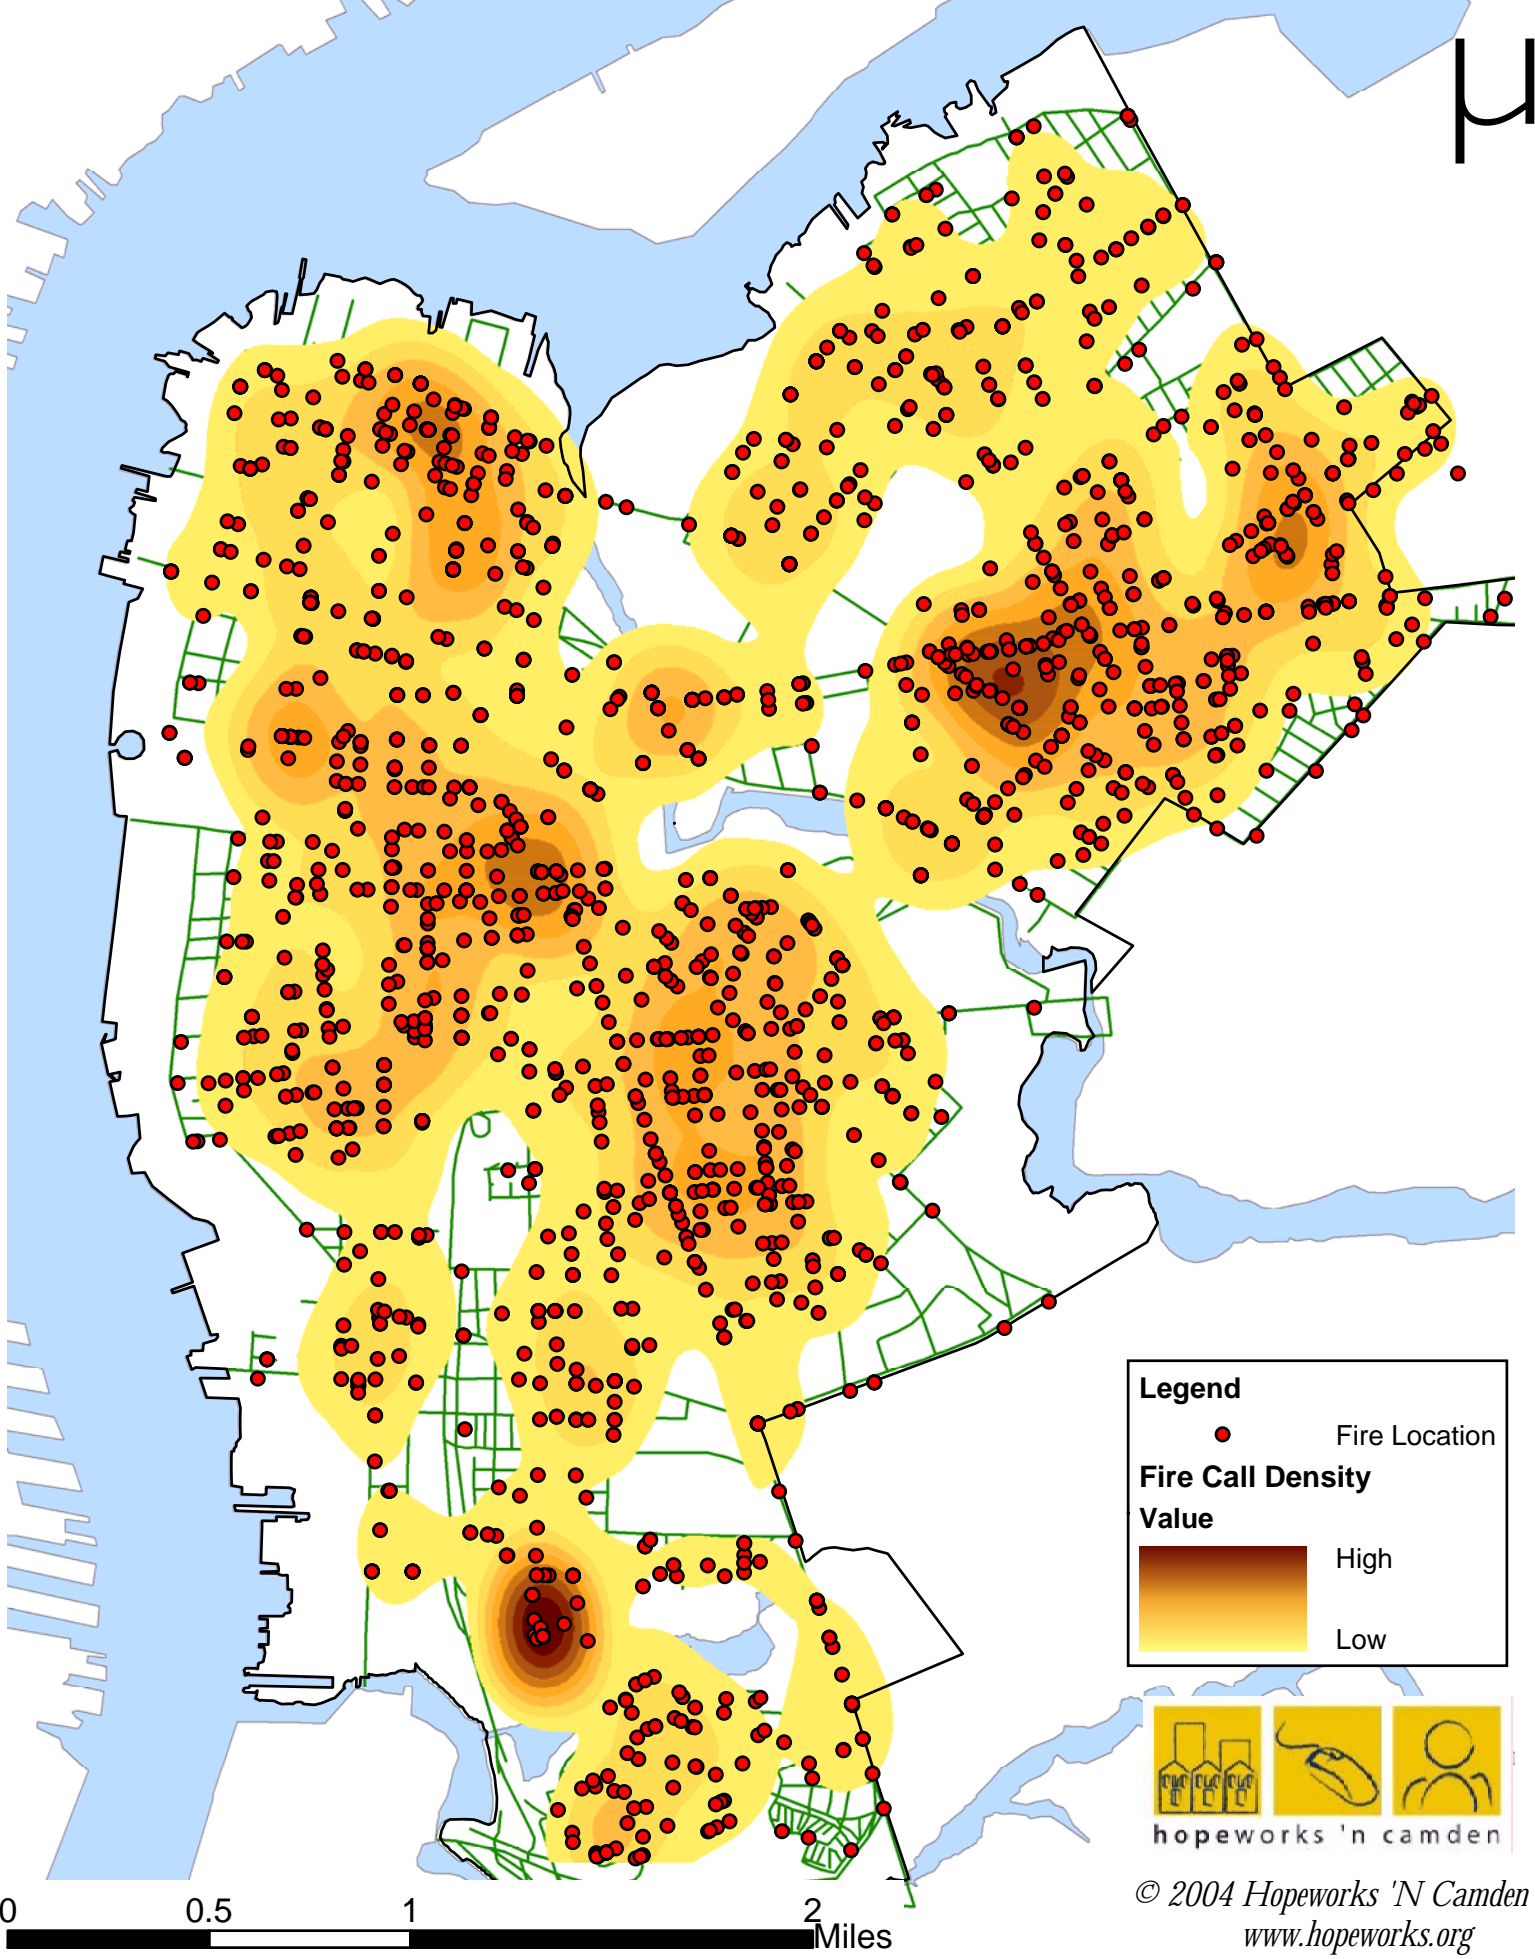 µ
Legend
Fire Location
Fire Call Density
Value
High
Low
hopeworks 'n camden
© 2004 Hopeworks 'N Camden
www.hopeworks.org
0 0.5 1 2
Miles